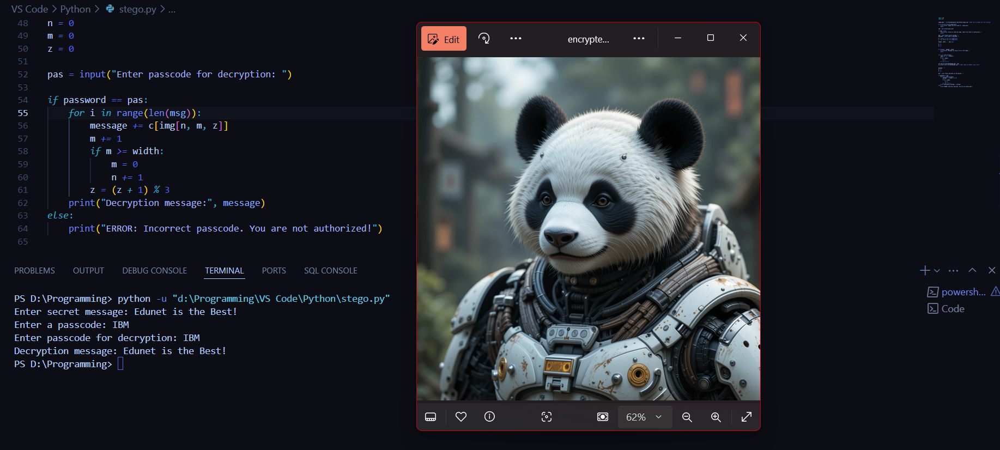 VS Code > Python > stego.py > ...
48 n = 0
49 m = 0
50 z = 0
51
52 pas = input("Enter passcode for decryption: ")
53
54 if password == pas:
55 for i in range(len(msg)):
56 message += c[img[n, m, z]]
57 m += 1
58 if m >= width:
59 m = 0
60 n += 1
61 z = (z + 1) % 3
62 print("Decryption message:", message)
63 else:
64 print("ERROR: Incorrect passcode. You are not authorized!")
65
Edit
encrypte...
62%
PROBLEMS OUTPUT DEBUG CONSOLE TERMINAL PORTS SQL CONSOLE
PS D:\Programming> python -u "d:\Programming\VS Code\Python\stego.py"
Enter secret message: Edunet is the Best!
Enter a passcode: IBM
Enter passcode for decryption: IBM
Decryption message: Edunet is the Best!
PS D:\Programming>
powersh...
Code